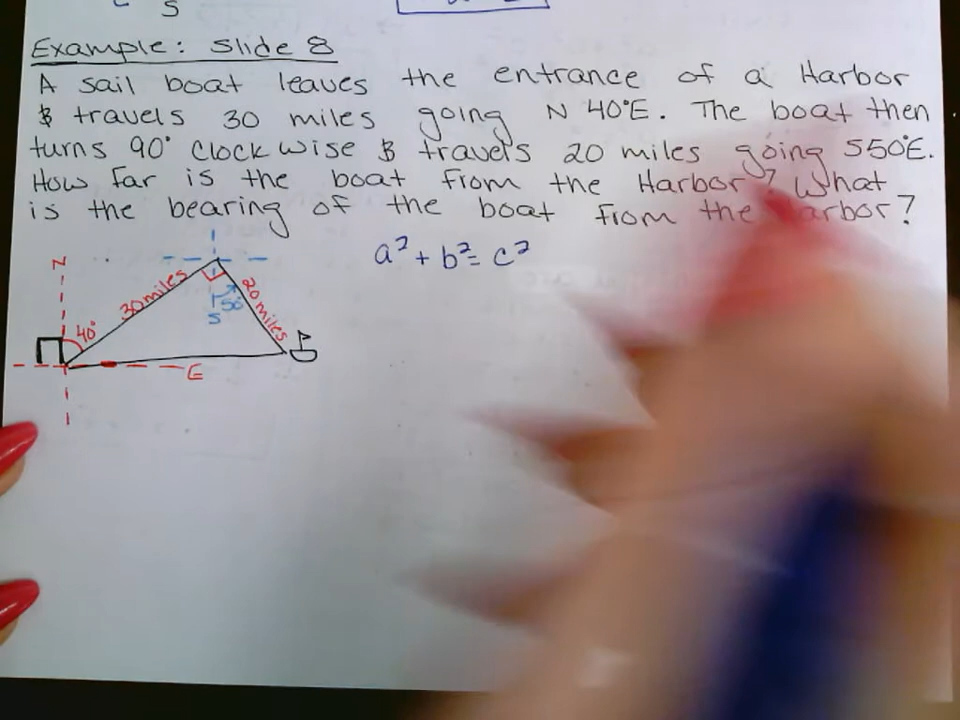 S
Example: Slide 8
A sail boat leaves the entrance of a Harbor
& travels 30 miles going N 40°E. The boat then
turns 90° clockwise & travels 20 miles going S50°E.
How far is the boat from the Harbor? What
is the bearing of the boat from the arbor?
a² + b² = c²
N
30 miles
20 miles
40°
50°
S
E